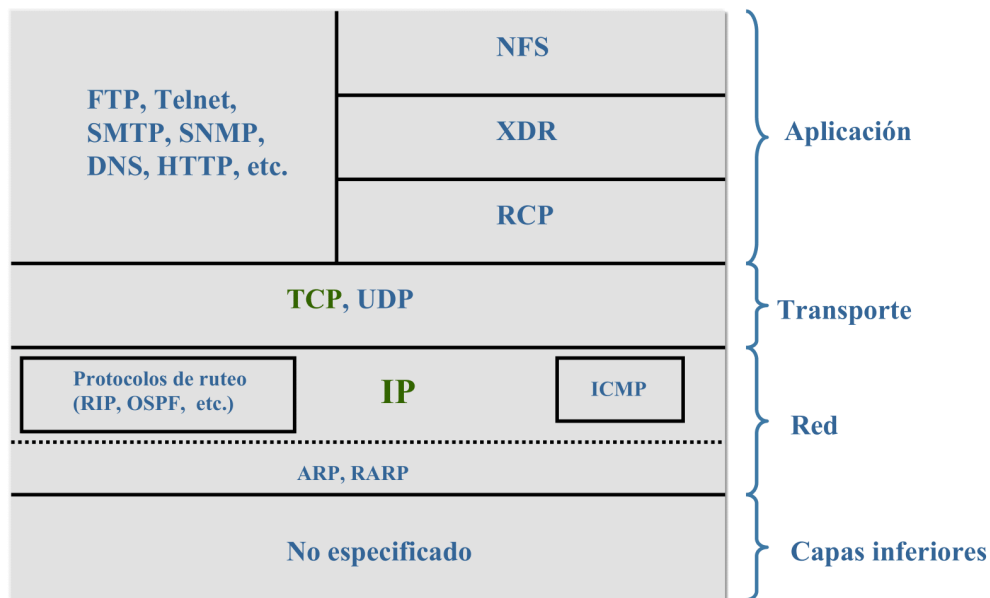 FTP, Telnet,
SMTP, SNMP,
DNS, HTTP, etc.
NFS
XDR
RCP
Aplicación
TCP, UDP
Transporte
Protocolos de ruteo
(RIP, OSPF, etc.)
IP
ICMP
Red
ARP, RARP
No especificado
Capas inferiores